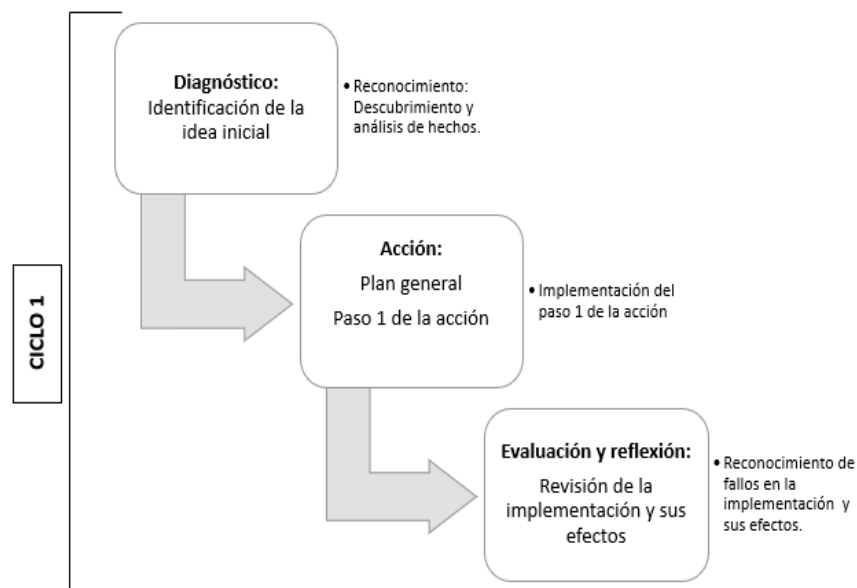 Diagnóstico:
Identificación de la
idea inicial
• Reconocimiento:
Descubrimiento y
análisis de hechos.
CICLO 1
Acción:
Plan general
Paso 1 de la acción
• Implementación del
paso 1 de la acción
Evaluación y reflexión:
Revisión de la
implementación y sus
efectos
• Reconocimiento de
fallos en la
implementación y
sus efectos.